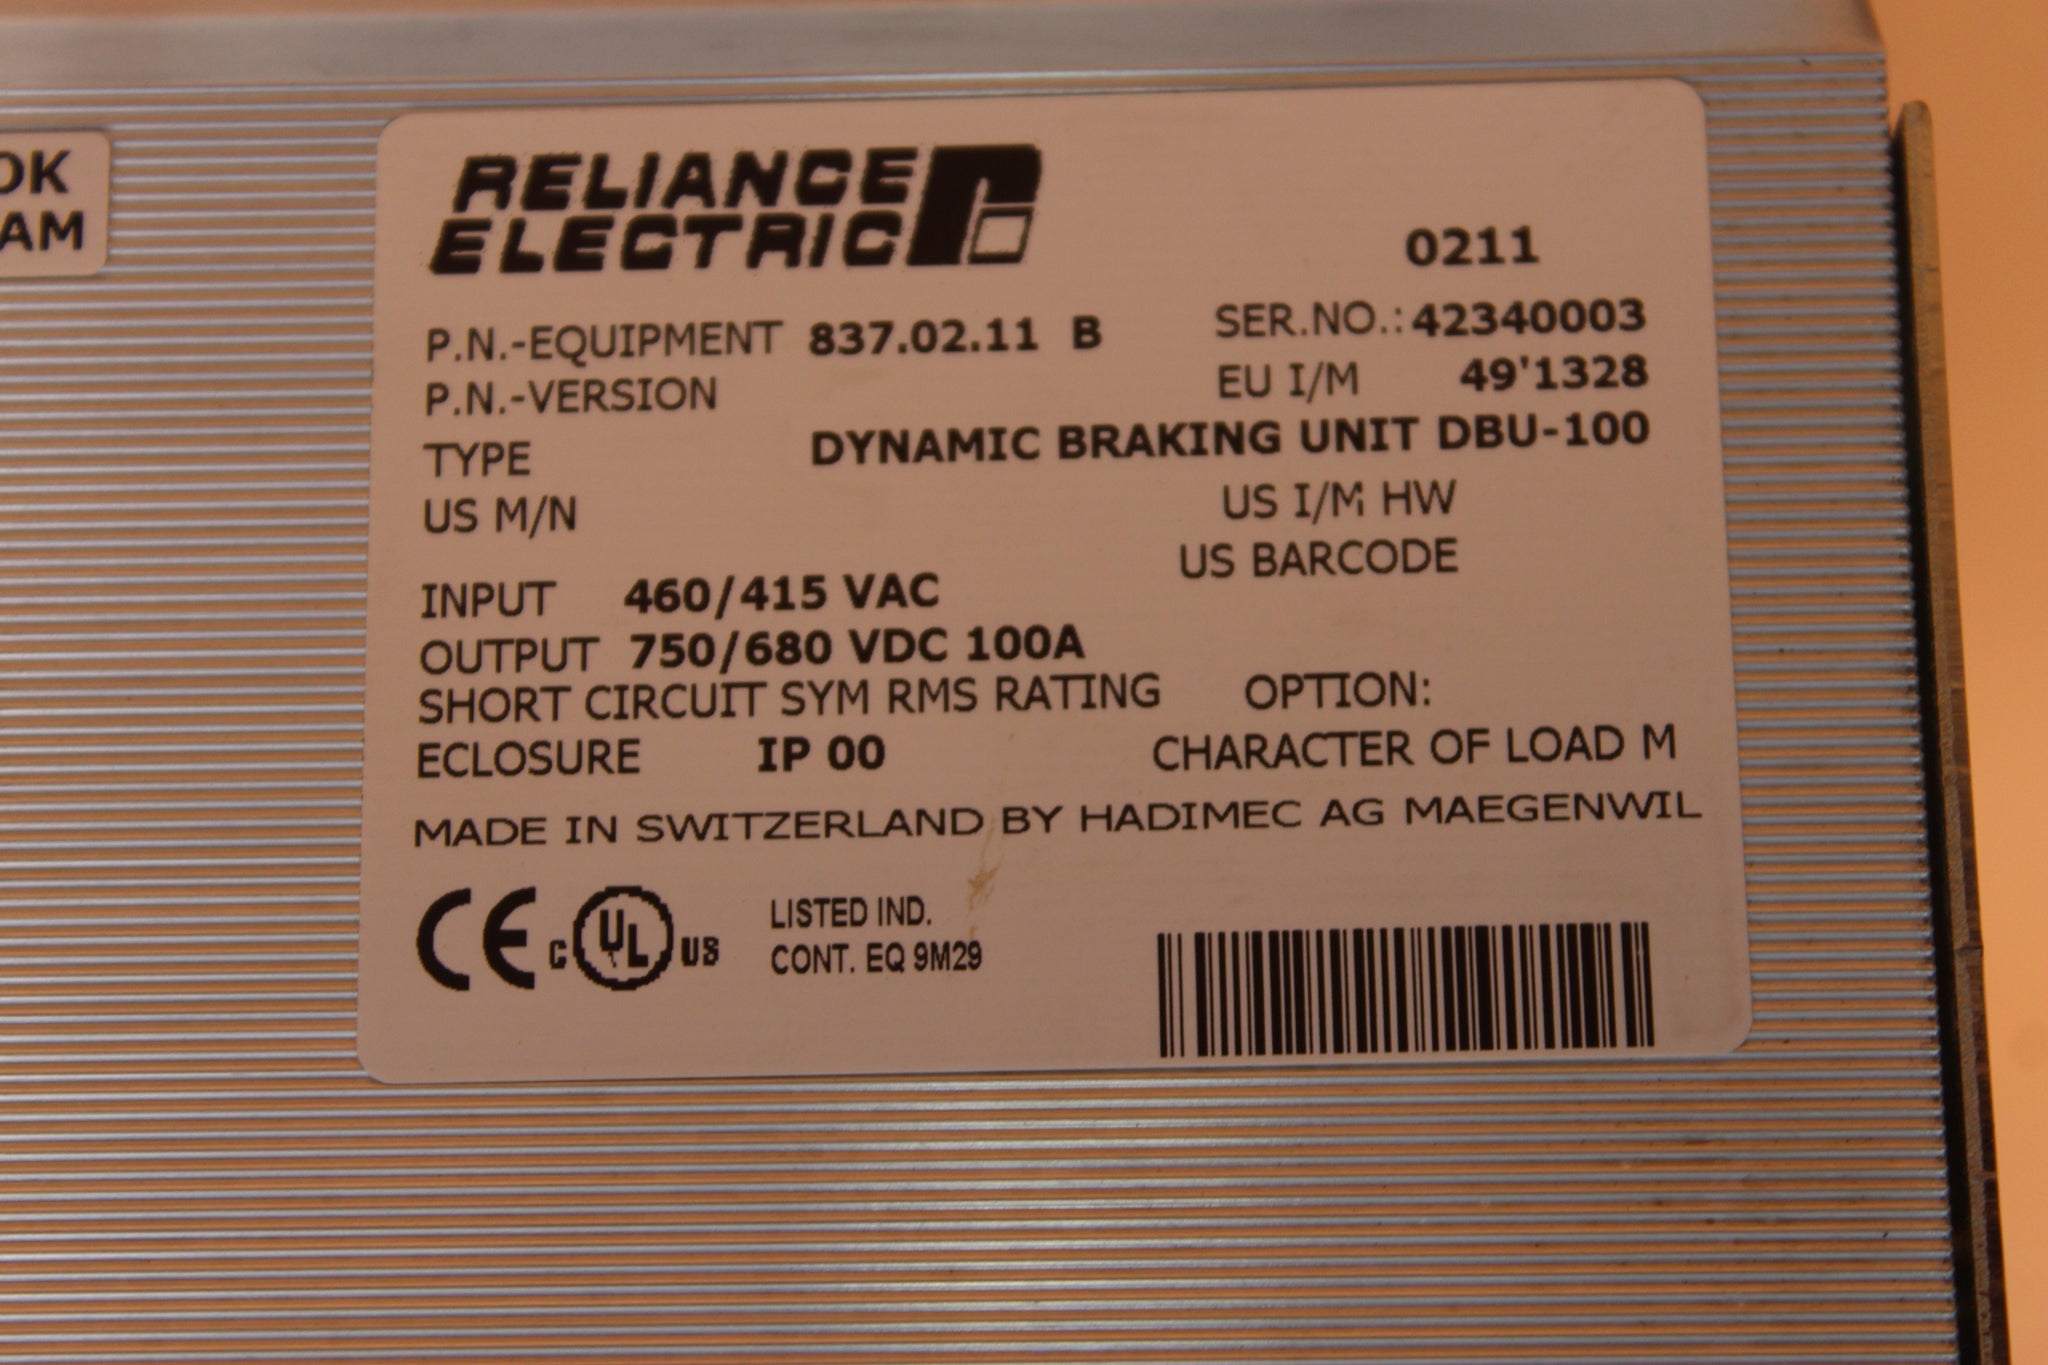 OK
AM
RELIANCE
ELECTRIC
0211
P.N.-EQUIPMENT 837.02.11 B SER.NO.: 42340003
P.N.-VERSION EU I/M 49'1328
TYPE DYNAMIC BRAKING UNIT DBU-100
US M/N US I/M HW
US BARCODE
INPUT 460/415 VAC
OUTPUT 750/680 VDC 100A
SHORT CIRCUIT SYM RMS RATING OPTION:
ECLOSURE IP 00 CHARACTER OF LOAD M
MADE IN SWITZERLAND BY HADIMEC AG MAEGENWIL
CE C UL US LISTED IND.
CONT. EQ 9M29